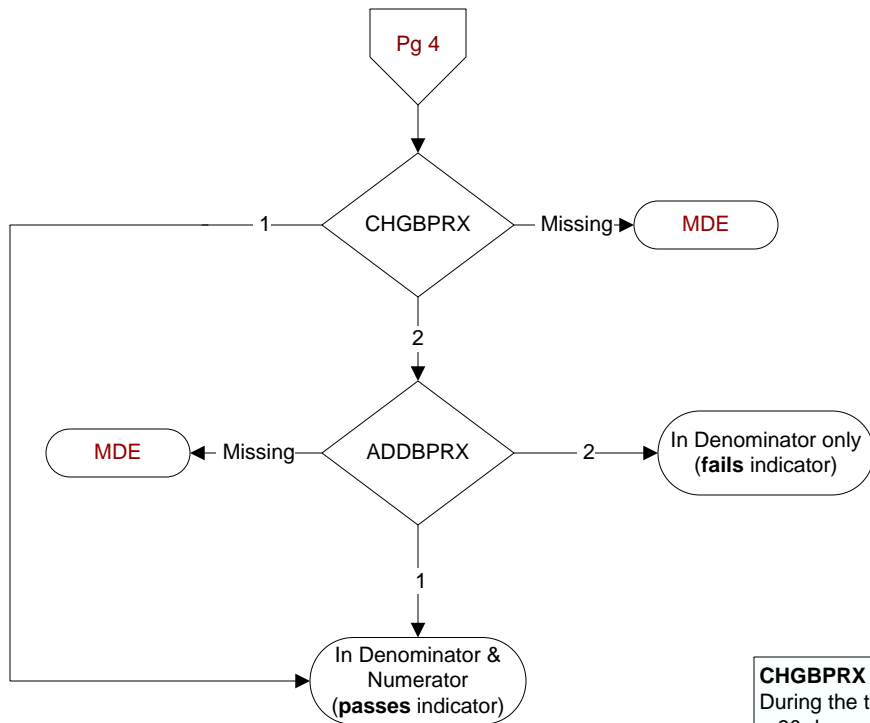 Pg 4
1
CHGBPRX
Missing
MDE
2
MDE
Missing
ADDBPRX
2
In Denominator only
(fails indicator)
1
In Denominator &
Numerator
(passes indicator)
CHGBPRX
During the t